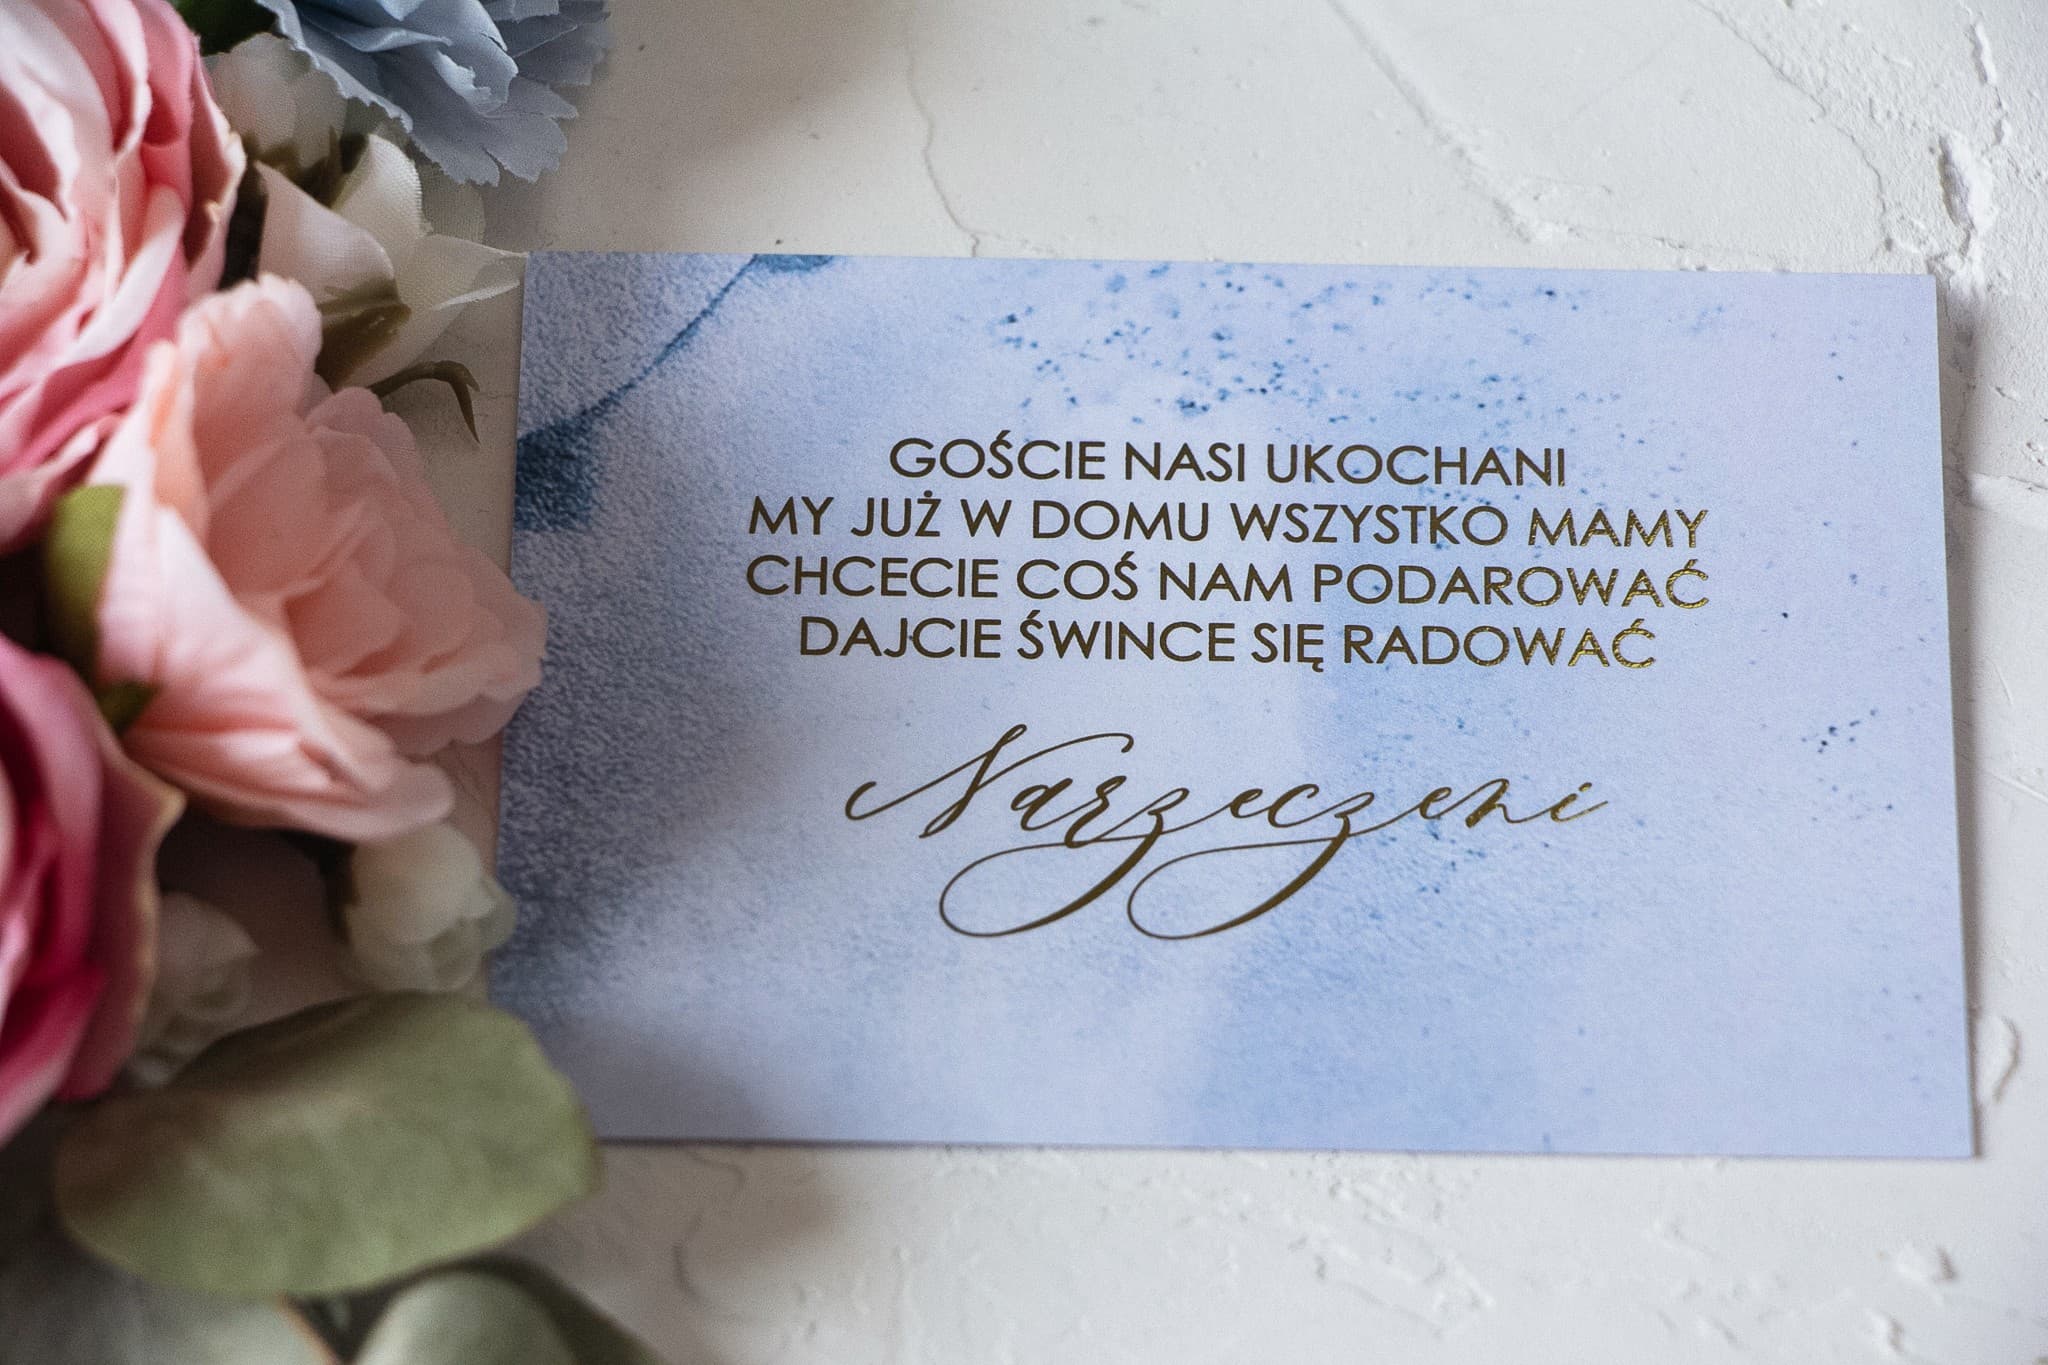 GOŚCIE NASI UKOCHANI
MY JUŻ W DOMU WSZYSTKO MAMY
CHCECIE COŚ NAM PODAROWAĆ
DAJCIE ŚWINCE SIĘ RADOWAĆ
Narzeczeni